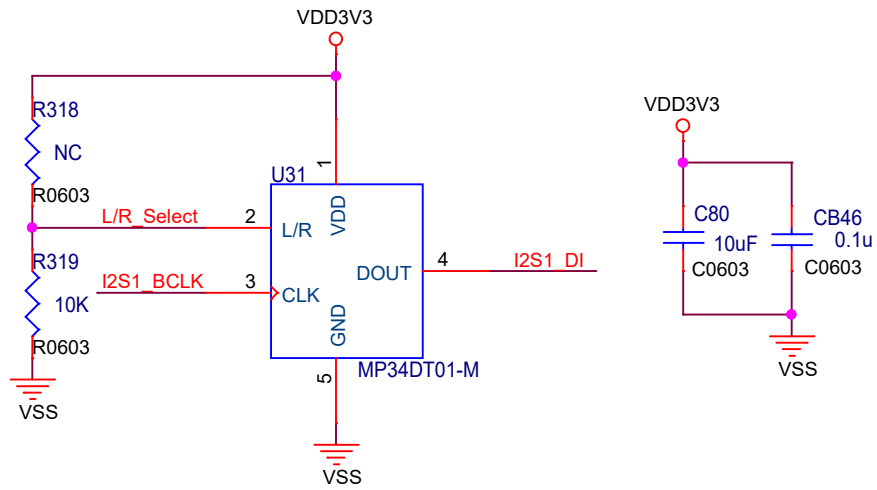 VDD3V3
R318
NC
R0603
L/R_Select
R319
I2S1_BCLK
10K
R0603
VSS
U31
1
VDD
2
L/R
3
CLK
DOUT
4
I2S1_DI
GND
5
MP34DT01-M
VSS
VDD3V3
C80
10uF
C0603
CB46
0.1u
C0603
VSS